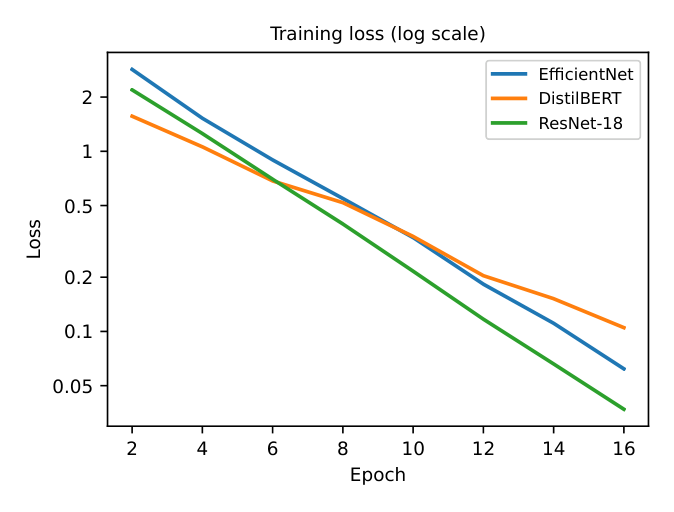 Training loss (log scale)
EfficientNet
DistilBERT
ResNet-18
Loss
2
1
0.5
0.2
0.1
0.05
2 4 6 8 10 12 14 16
Epoch